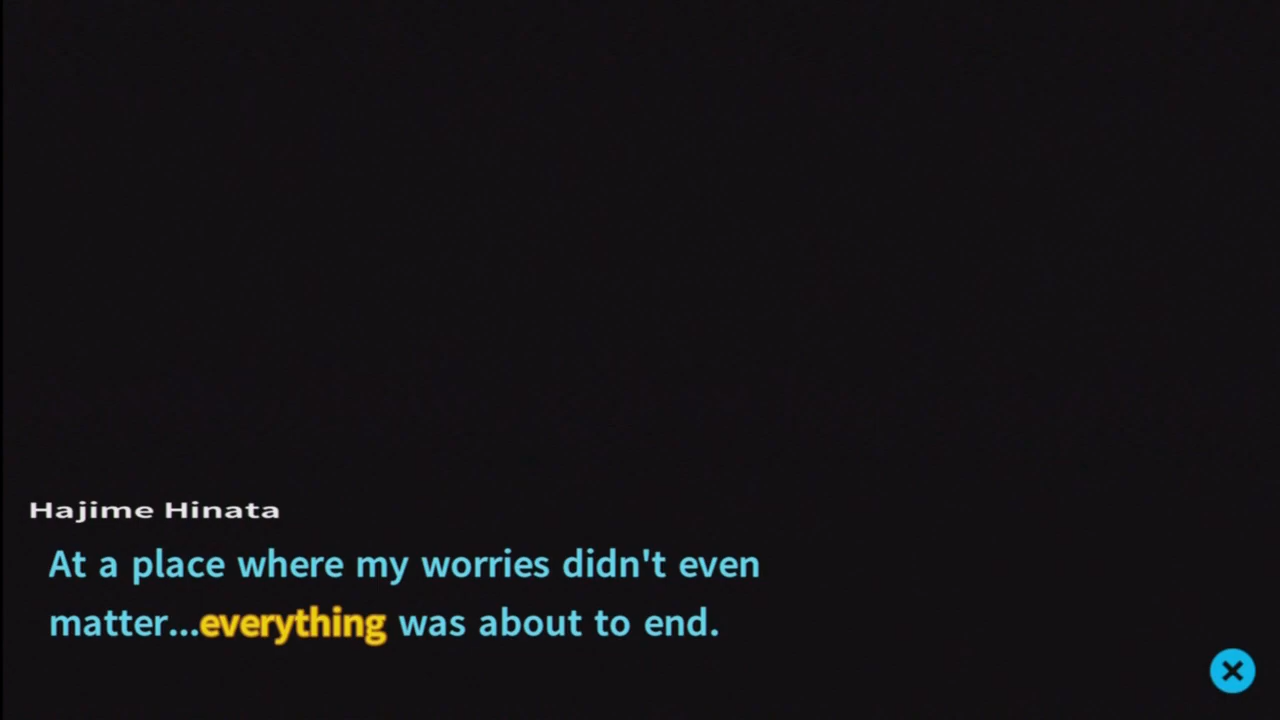 Hajime Hinata
At a place where my worries didn't even
matter...everything was about to end.